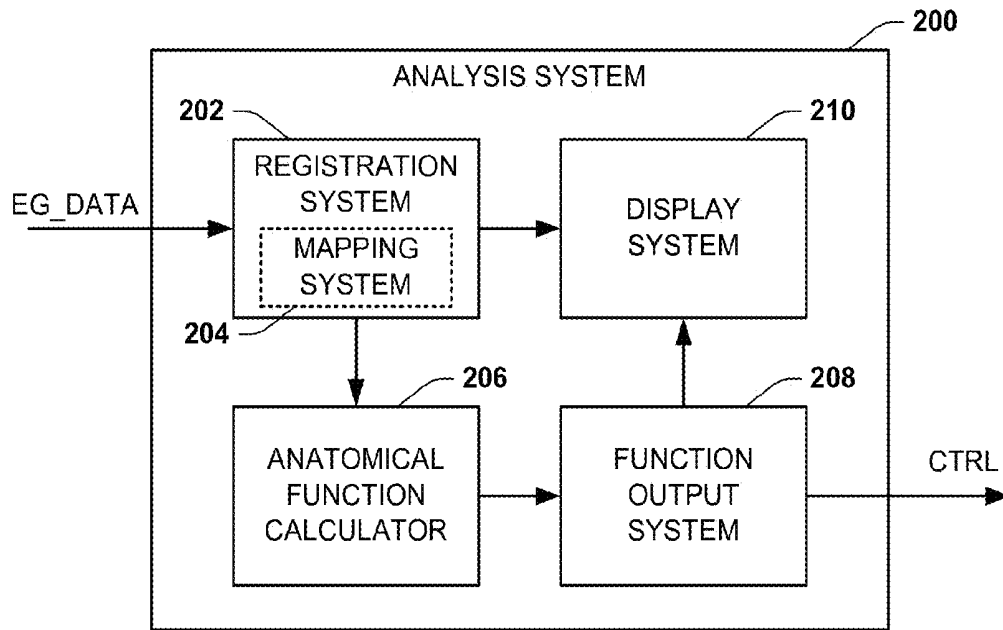 200
ANALYSIS SYSTEM
202
210
REGISTRATION
SYSTEM
EG_DATA
MAPPING
SYSTEM
DISPLAY
SYSTEM
204
206
208
ANATOMICAL
FUNCTION
CALCULATOR
FUNCTION
OUTPUT
SYSTEM
CTRL